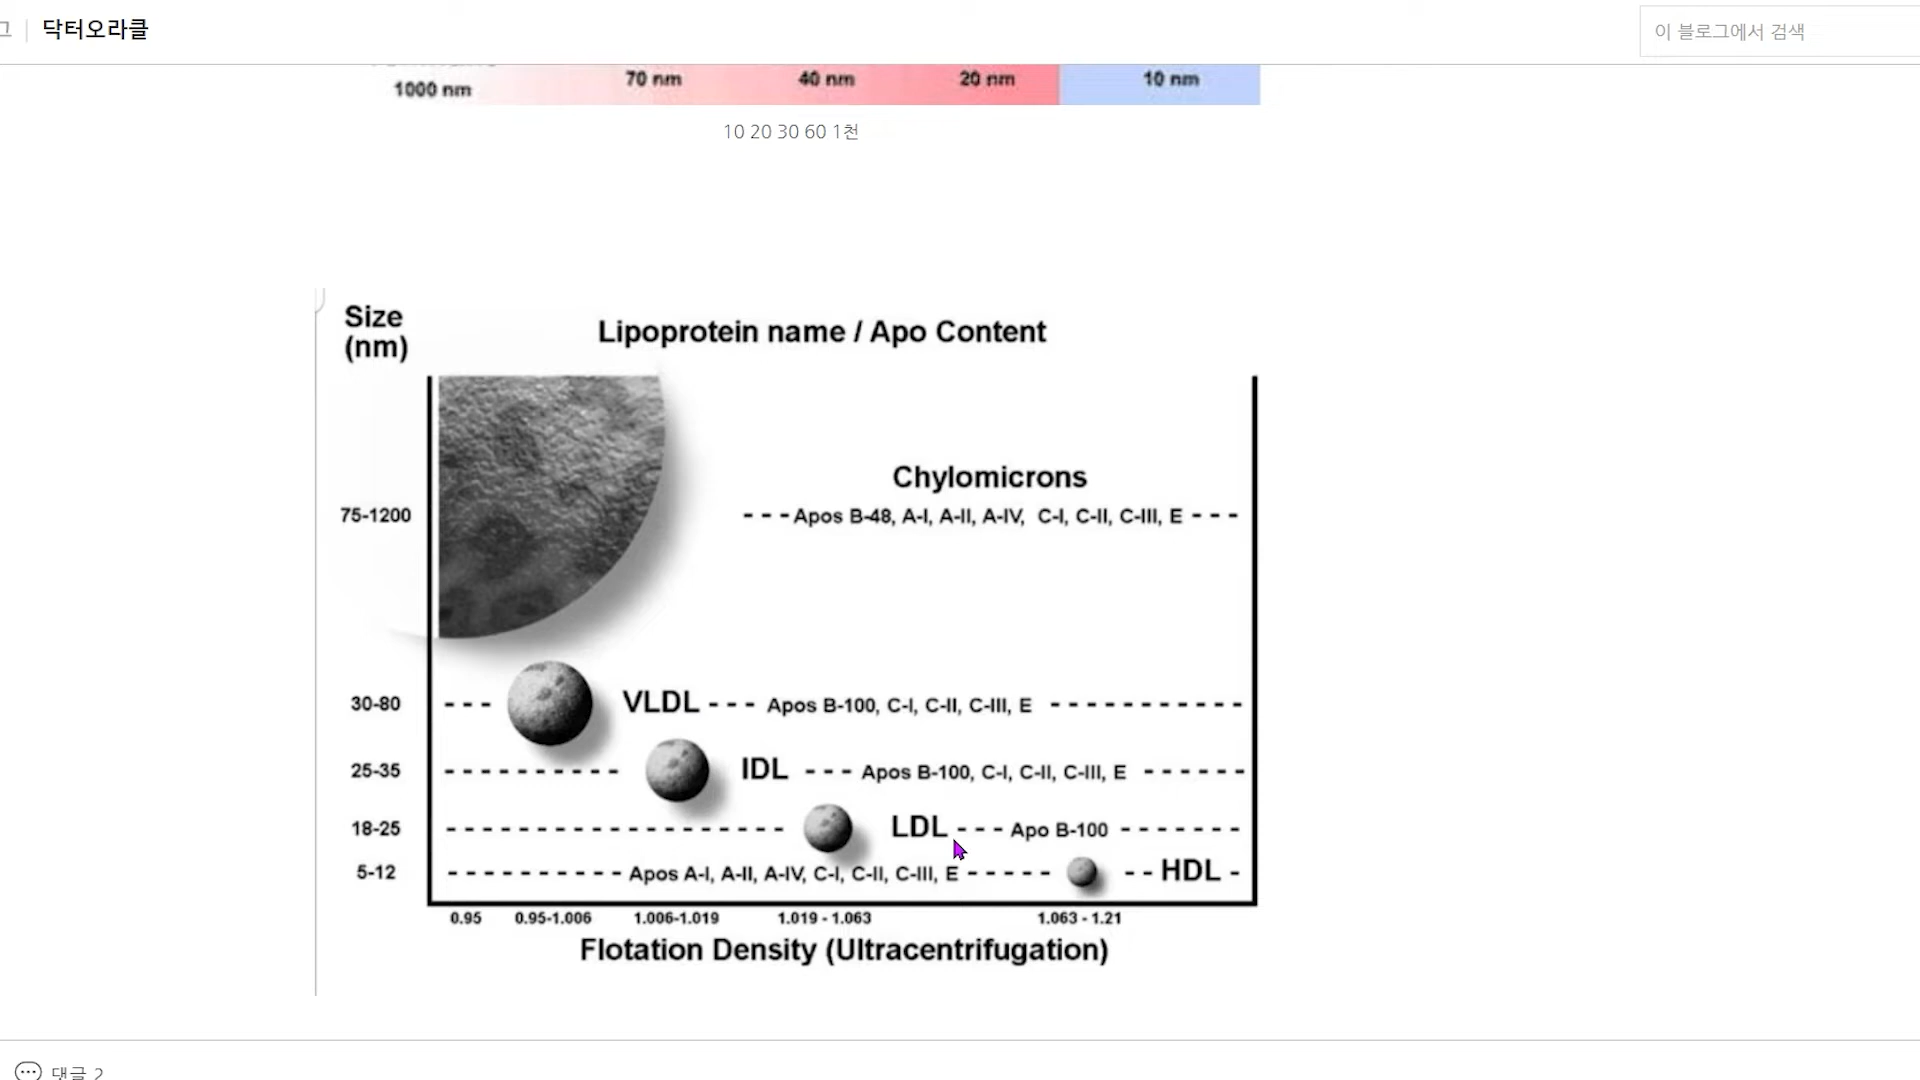 그 닥터오라클
이 블로그에서 검색
1000 nm 70 nm 40 nm 20 nm 10 nm
10 20 30 60 1천
Size
(nm)
Lipoprotein name / Apo Content
Chylomicrons
75-1200 ---Apos B-48, A-I, A-II, A-IV, C-I, C-II, C-III, E---
30-80 --- VLDL --- Apos B-100, C-I, C-II, C-III, E -----------
25-35 ---------- IDL --- Apos B-100, C-I, C-II, C-III, E ------
18-25 ------------------- LDL --- Apo B-100 -------
5-12 ----------Apos A-I, A-II, A-IV, C-I, C-II, C-III, E----- --HDL-
0.95 0.95-1.006 1.006-1.019 1.019 - 1.063 1.063 - 1.21
Flotation Density (Ultracentrifugation)
댓글 2